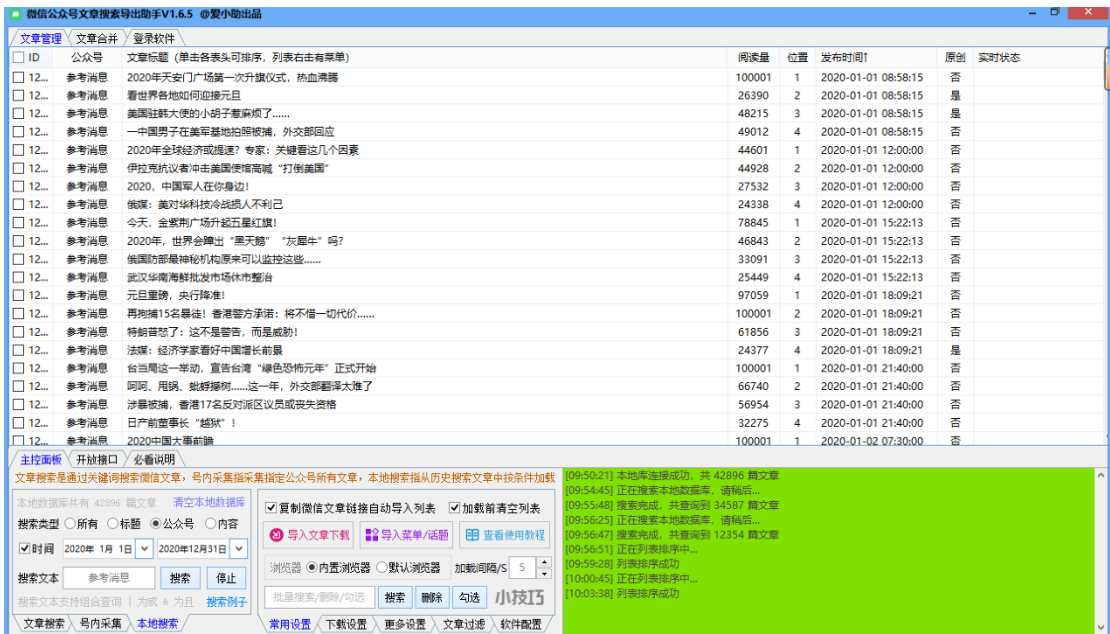 微信公众号文章搜索导出助手V1.6.5 @爱小助出品
文章管理 文章合并 登录软件
ID 公众号 文章标题（单击各表头可排序，列表右击有菜单） 阅读量 位置 发布时间↑ 原创 实时状态
12... 参考消息 2020年天安门广场第一次升旗仪式，热血沸腾 100001 1 2020-01-01 08:58:15 否
12... 参考消息 看世界各地如何迎接元旦 26390 2 2020-01-01 08:58:15 是
12... 参考消息 美国驻韩大使的小胡子惹麻烦了...... 48215 3 2020-01-01 08:58:15 是
12... 参考消息 一中国男子在美军基地拍照被捕，外交部回应 49012 4 2020-01-01 08:58:15 否
12... 参考消息 2020年全球经济或提速？专家：关键看这几个因素 44601 1 2020-01-01 12:00:00 否
12... 参考消息 伊拉克抗议者冲击美国使馆高喊“打倒美国” 44928 2 2020-01-01 12:00:00 否
12... 参考消息 2020，中国军人在你身边！ 27532 3 2020-01-01 12:00:00 否
12... 参考消息 俄媒：美对华科技冷战损人不利己 24338 4 2020-01-01 12:00:00 否
12... 参考消息 今天，金紫荆广场升起五星红旗！ 78845 1 2020-01-01 15:22:13 否
12... 参考消息 2020年，世界会蹿出“黑天鹅”“灰犀牛”吗？ 46843 2 2020-01-01 15:22:13 否
12... 参考消息 俄国防部最神秘机构原来可以监控这些...... 33091 3 2020-01-01 15:22:13 否
12... 参考消息 武汉华南海鲜批发市场休市整治 25449 4 2020-01-01 15:22:13 否
12... 参考消息 元旦重磅，央行降准！ 97059 1 2020-01-01 18:09:21 否
12... 参考消息 再拘捕15名暴徒！香港警方承诺：将不惜一切代价...... 100001 2 2020-01-01 18:09:21 否
12... 参考消息 特朗普怒了：这不是警告，而是威胁！ 61856 3 2020-01-01 18:09:21 否
12... 参考消息 法媒：经济学家看好中国增长前景 24377 4 2020-01-01 18:09:21 是
12... 参考消息 台当局这一举动，宣告台湾“绿色恐怖元年”正式开始 100001 1 2020-01-01 21:40:00 否
12... 参考消息 呵呵、甩锅、蚍蜉撼树......这一年，外交部翻译太难了 66740 2 2020-01-01 21:40:00 否
12... 参考消息 涉暴被捕，香港17名反对派区议员或丧失资格 56954 3 2020-01-01 21:40:00 否
12... 参考消息 日产前董事长“越狱”！ 32275 4 2020-01-01 21:40:00 否
12... 参考消息 2020中国大事前瞻 100001 1 2020-01-02 07:30:00 否
主控面板 开放接口 必看说明
文章搜索是通过关键词搜索微信文章，号内采集指采集指定公众号所有文章，本地搜索指从历史搜索文章中按条件加载
本地数据库共有 42896 篇文章 清空本地数据库
搜索类型 所有 标题 公众号 内容
时间 2020年 1月 1日 2020年12月31日
搜索文本 参考消息 搜索 停止
搜索文本支持组合查询 | 为或 & 为且 搜索例子
文章搜索 号内采集 本地搜索
复制微信文章链接自动导入列表 加载前清空列表
导入文章下载 导入菜单/话题 查看使用教程
浏览器 内置浏览器 默认浏览器 加载间隔/S 5
批量搜索/删除/勾选 搜索 删除 勾选 小技巧
常用设置 下载设置 更多设置 文章过滤 软件配置
[09:50:21] 本地库连接成功，共 42896 篇文章
[09:54:45] 正在搜索本地数据库，请稍后...
[09:55:48] 搜索完成，共查询到 34587 篇文章
[09:56:25] 正在搜索本地数据库，请稍后...
[09:56:47] 搜索完成，共查询到 12354 篇文章
[09:56:51] 正在列表排序中...
[09:59:28] 列表排序成功
[10:00:45] 正在列表排序中...
[10:03:38] 列表排序成功